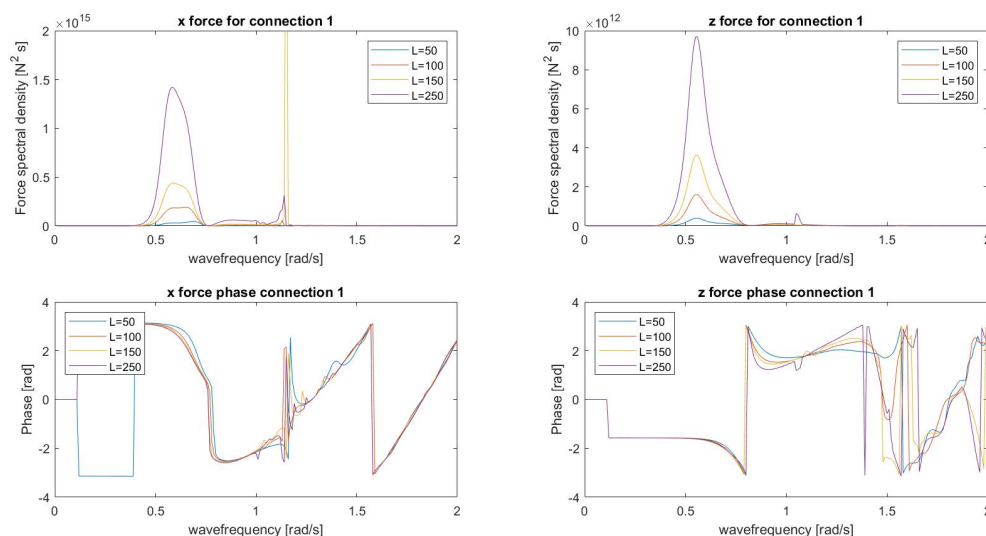 x force for connection 1
×10^15
2
1.5
1
0.5
0
Force spectral density [N² s]
L=50
L=100
L=150
L=250
0 0.5 1 1.5 2
wavefrequency [rad/s]
z force for connection 1
×10^12
10
8
6
4
2
0
Force spectral density [N² s]
L=50
L=100
L=150
L=250
0 0.5 1 1.5 2
wavefrequency [rad/s]
x force phase connection 1
4
2
0
-2
-4
Phase [rad]
L=50
L=100
L=150
L=250
0 0.5 1 1.5 2
wavefrequency [rad/s]
z force phase connection 1
4
2
0
-2
-4
Phase [rad]
L=50
L=100
L=150
L=250
0 0.5 1 1.5 2
wavefrequency [rad/s]